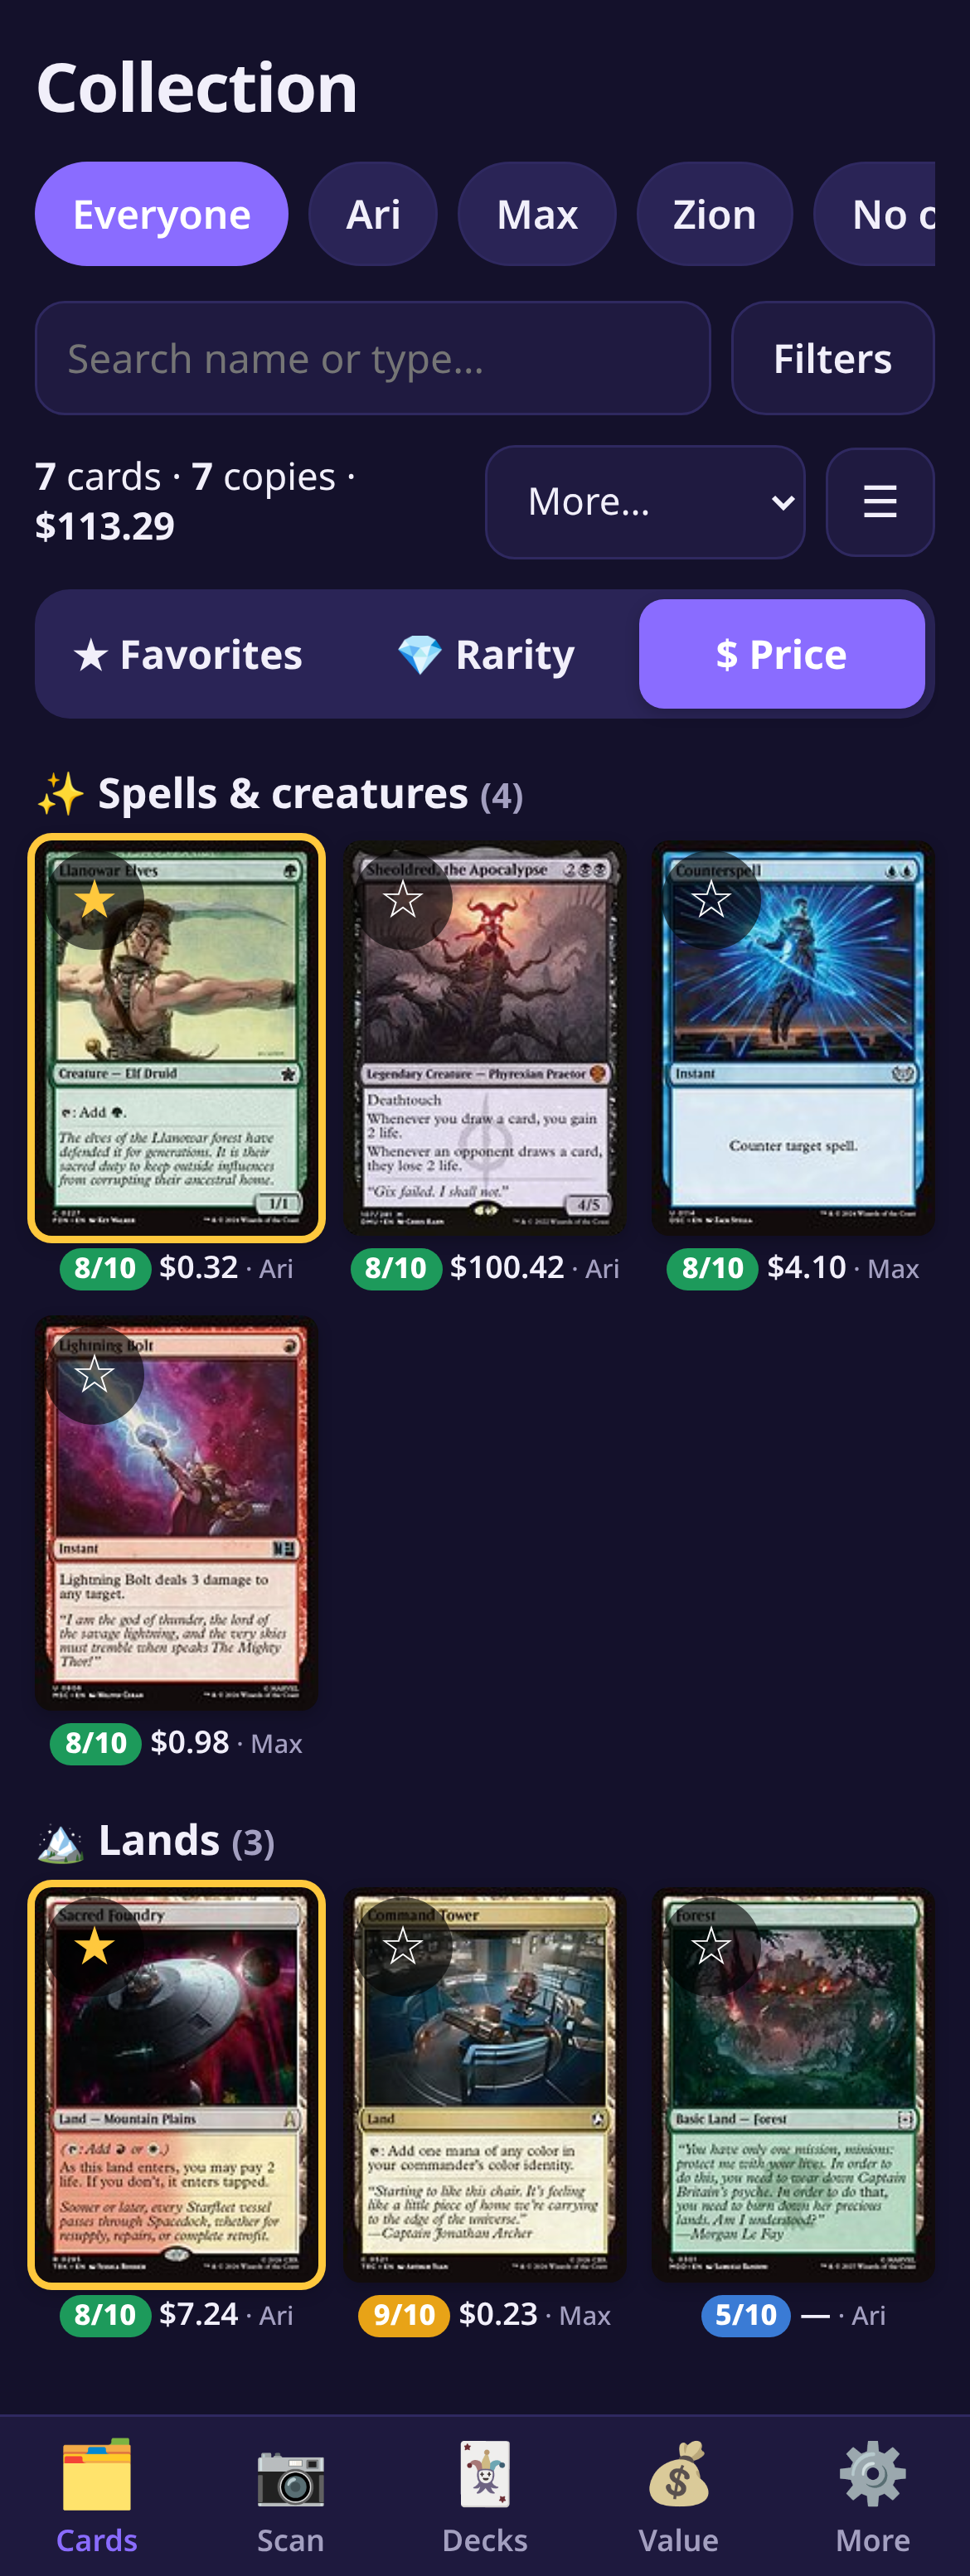 Collection
Everyone Ari Max Zion No o
Search name or type...
Filters
7 cards · 7 copies ·
$113.29
More...
★ Favorites
Rarity
$ Price
Spells & creatures (4)
Llanowar Elves
Creature — Elf Druid
: Add .
The elves of the Llanowar forest have
defended it for generations. It is their
sacred duty to keep outside influences
from corrupting their ancestral home.
1/1
8/10 $0.32 · Ari
Sheoldred, the Apocalypse 2
Legendary Creature — Phyrexian Praetor
Deathtouch
Whenever you draw a card, you gain
2 life.
Whenever an opponent draws a card,
they lose 2 life.
"Gix failed. I shall not."
4/5
8/10 $100.42 · Ari
Counterspell
Instant
Counter target spell.
8/10 $4.10 · Max
Lightning Bolt
Instant
Lightning Bolt deals 3 damage to
any target.
"I am the god of thunder, the lord of
the savage lightning, and the very skies
must tremble when speaks The Mighty
Thor!"
8/10 $0.98 · Max
Lands (3)
Sacred Foundry
Land — Mountain Plains
(: Add or .)
As this land enters, you may pay 2
life. If you don't, it enters tapped.
Sooner or later, every Starfleet vessel
passes through Spacedock, whether for
resupply, repairs, or complete retrofit.
8/10 $7.24 · Ari
Command Tower
Land
: Add one mana of any color in
your commander's color identity.
"Starting to like this chair. It's feeling
like a little piece of home we're carrying
to the edge of the universe."
—Captain Jonathan Archer
9/10 $0.23 · Max
Forest
Basic Land — Forest
"You have only one mission, minions:
protect me with your lives. In order to
do this, you need to wear down Captain
Britain's psyche. In order to do that,
you need to burn down her precious
lands. Am I understood?"
—Morgan Le Fay
5/10 — · Ari
Cards
Scan
Decks
Value
More